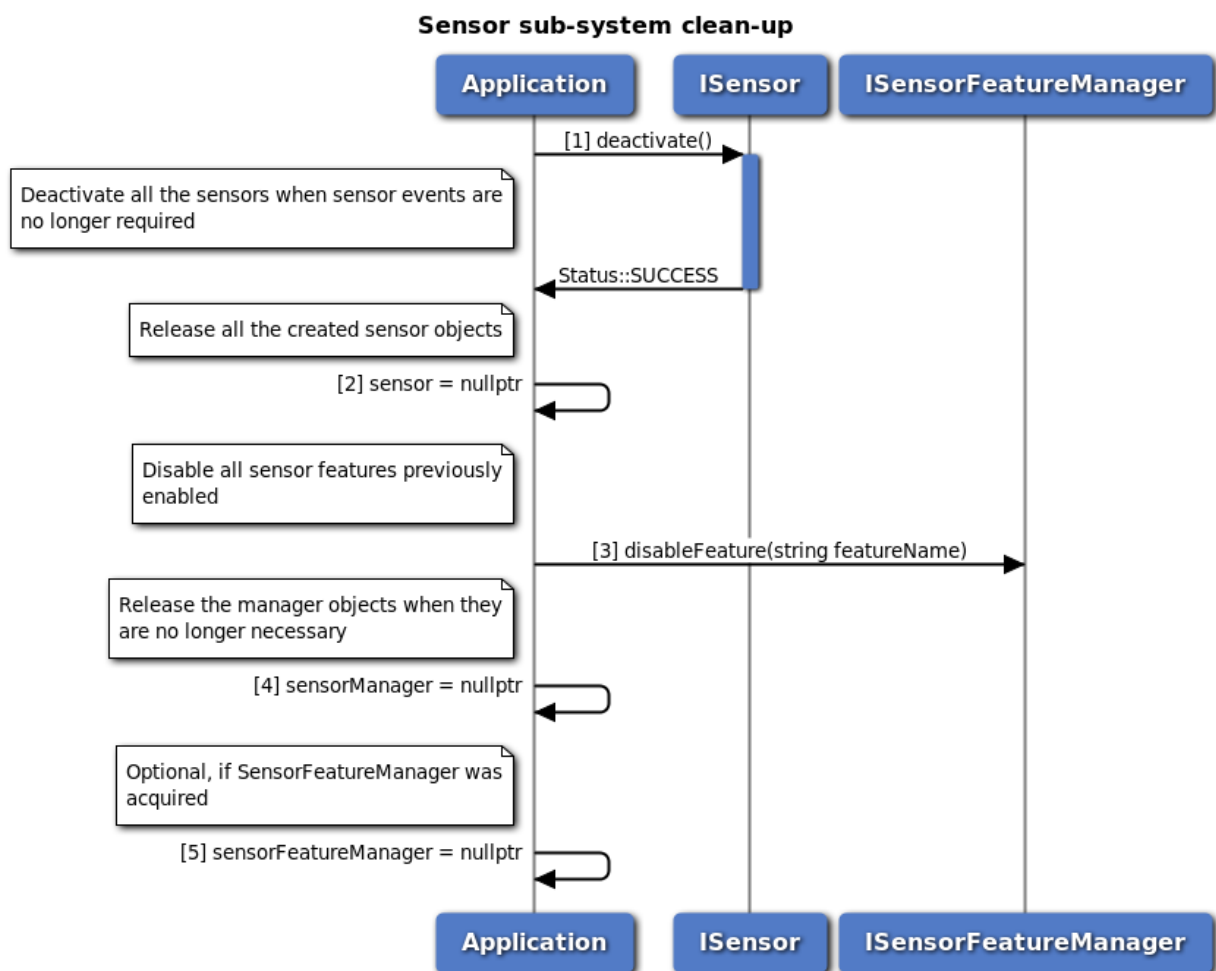 Sensor sub-system clean-up
Application
ISensor
ISensorFeatureManager
[1] deactivate()
Deactivate all the sensors when sensor events are
no longer required
Status::SUCCESS
Release all the created sensor objects
[2] sensor = nullptr
Disable all sensor features previously
enabled
[3] disableFeature(string featureName)
Release the manager objects when they
are no longer necessary
[4] sensorManager = nullptr
Optional, if SensorFeatureManager was
acquired
[5] sensorFeatureManager = nullptr
Application
ISensor
ISensorFeatureManager